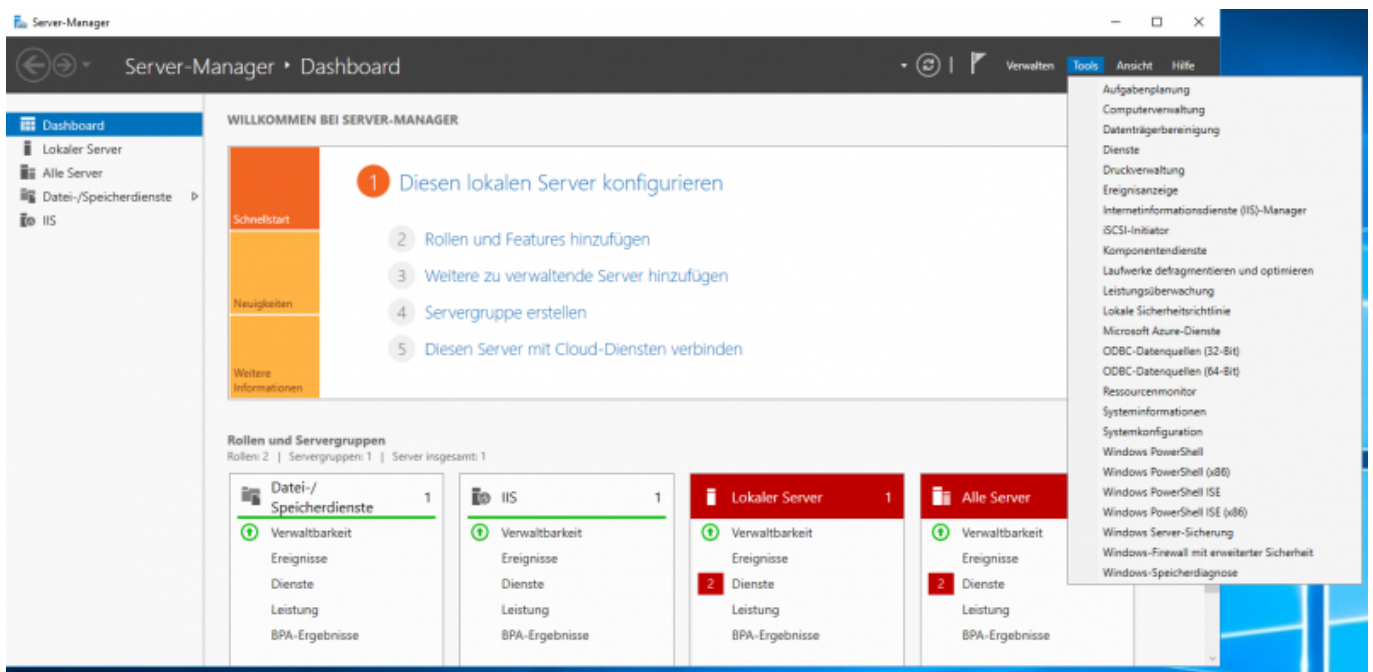 Server-Manager
Server-Manager • Dashboard
Verwalten Tools Ansicht Hilfe
Dashboard
Lokaler Server
Alle Server
Datei-/Speicherdienste
IIS
WILLKOMMEN BEI SERVER-MANAGER
Schnellstart
Neuigkeiten
Weitere
Informationen
1 Diesen lokalen Server konfigurieren
2 Rollen und Features hinzufügen
3 Weitere zu verwaltende Server hinzufügen
4 Servergruppe erstellen
5 Diesen Server mit Cloud-Diensten verbinden
Rollen und Servergruppen
Rollen: 2 | Servergruppen: 1 | Server insgesamt: 1
Datei-/
Speicherdienste 1
Verwaltbarkeit
Ereignisse
Dienste
Leistung
BPA-Ergebnisse
IIS 1
Verwaltbarkeit
Ereignisse
Dienste
Leistung
BPA-Ergebnisse
Lokaler Server 1
Verwaltbarkeit
Ereignisse
2 Dienste
Leistung
BPA-Ergebnisse
Alle Server
Verwaltbarkeit
Ereignisse
2 Dienste
Leistung
BPA-Ergebnisse
Aufgabenplanung
Computerverwaltung
Datenträgerbereinigung
Dienste
Druckverwaltung
Ereignisanzeige
Internetinformationsdienste (IIS)-Manager
iSCSI-Initiator
Komponentendienste
Laufwerke defragmentieren und optimieren
Leistungsüberwachung
Lokale Sicherheitsrichtlinie
Microsoft Azure-Dienste
ODBC-Datenquellen (32-Bit)
ODBC-Datenquellen (64-Bit)
Ressourcenmonitor
Systeminformationen
Systemkonfiguration
Windows PowerShell
Windows PowerShell (x86)
Windows PowerShell ISE
Windows PowerShell ISE (x86)
Windows Server-Sicherung
Windows-Firewall mit erweiterter Sicherheit
Windows-Speicherdiagnose